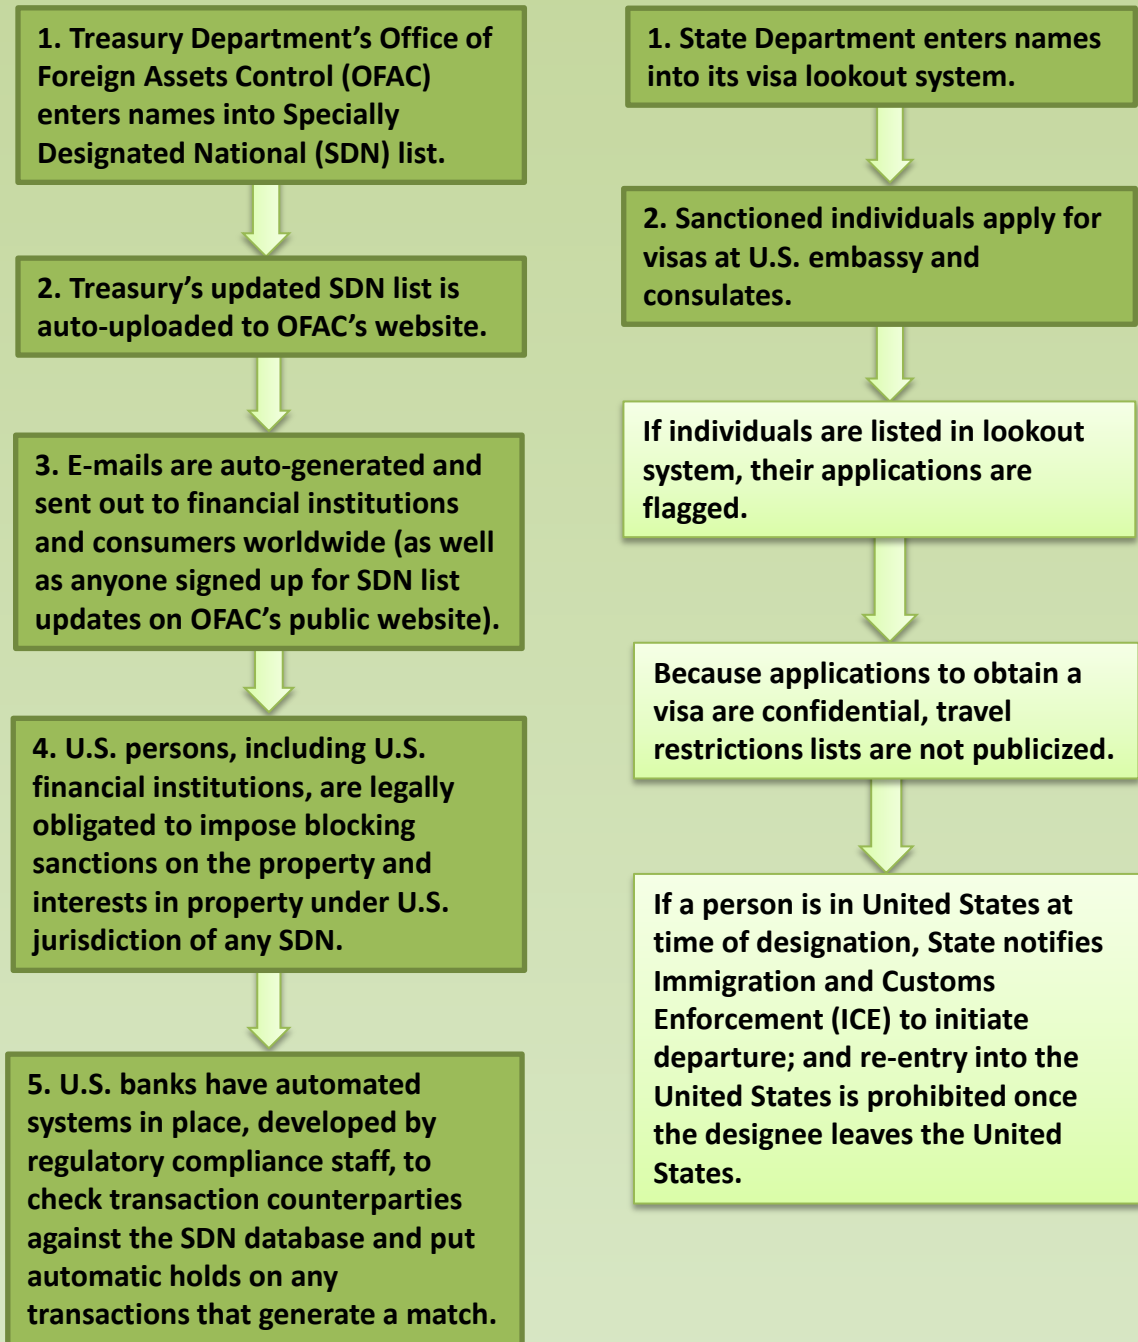 1. Treasury Department’s Office of
Foreign Assets Control (OFAC)
enters names into Specially
Designated National (SDN) list.
2. Treasury’s updated SDN list is
auto-uploaded to OFAC’s website.
3. E-mails are auto-generated and
sent out to financial institutions
and consumers worldwide (as well
as anyone signed up for SDN list
updates on OFAC’s public website).
4. U.S. persons, including U.S.
financial institutions, are legally
obligated to impose blocking
sanctions on the property and
interests in property under U.S.
jurisdiction of any SDN.
5. U.S. banks have automated
systems in place, developed by
regulatory compliance staff, to
check transaction counterparties
against the SDN database and put
automatic holds on any
transactions that generate a match.
1. State Department enters names
into its visa lookout system.
2. Sanctioned individuals apply for
visas at U.S. embassy and
consulates.
If individuals are listed in lookout
system, their applications are
flagged.
Because applications to obtain a
visa are confidential, travel
restrictions lists are not publicized.
If a person is in United States at
time of designation, State notifies
Immigration and Customs
Enforcement (ICE) to initiate
departure; and re-entry into the
United States is prohibited once
the designee leaves the United
States.